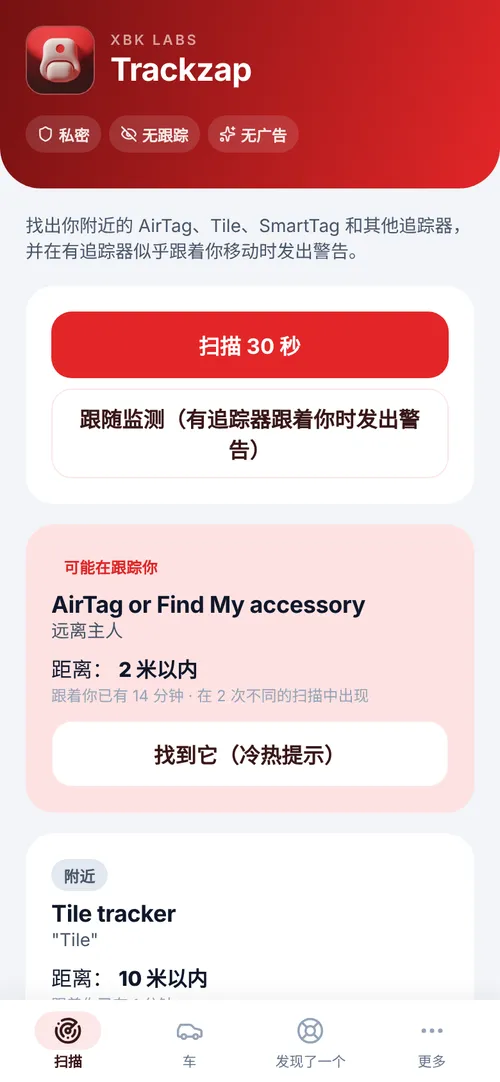 XBK LABS
Trackzap
私密
无跟踪
无广告
找出你附近的 AirTag、Tile、SmartTag 和其他追踪器，
并在有追踪器似乎跟着你移动时发出警告。
扫描 30 秒
跟随监测（有追踪器跟着你时发出警
告）
可能在跟踪你
AirTag or Find My accessory
远离主人
距离： 2 米以内
跟着你已有 14 分钟 · 在 2 次不同的扫描中出现
找到它（冷热提示）
附近
Tile tracker
"Tile"
距离： 10 米以内
扫描
车
发现了一个
更多